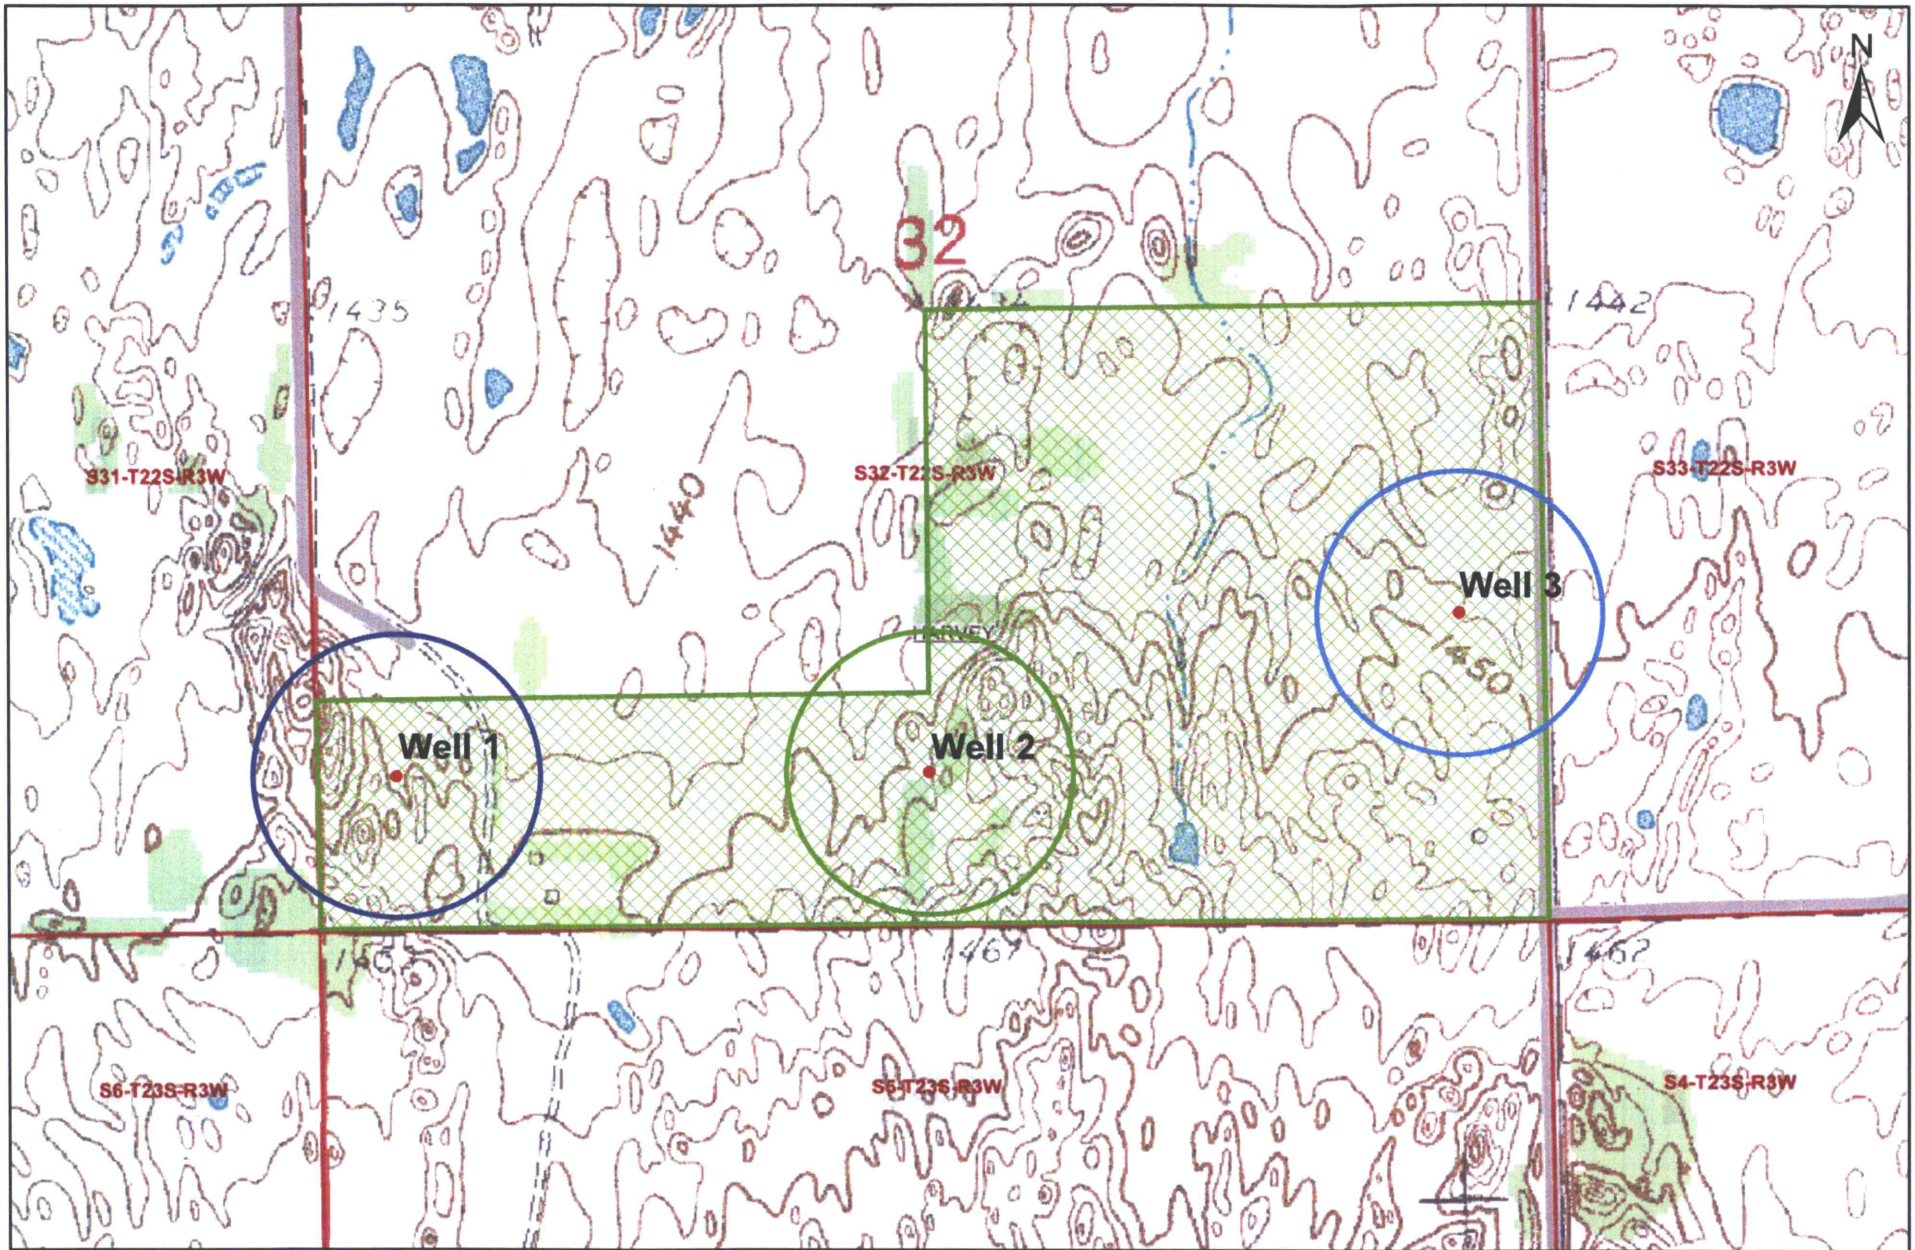 N
32
1435
1442
S31-T22S-R3W
S32-T22S-R3W
S33-T22S-R3W
1440
Well 3
HARVEY
1450
Well 1
Well 2
1467
1462
S6-T23S-R3W
S5-T23S-R3W
S4-T23S-R3W